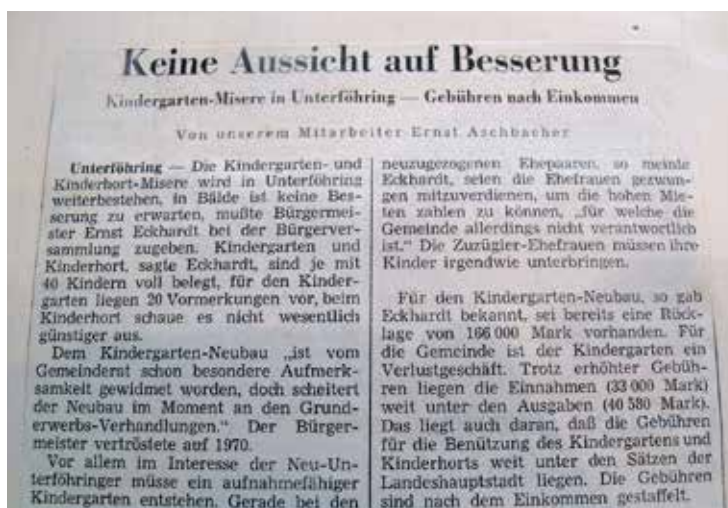 Keine Aussicht auf Besserung
Kindergarten-Misere in Unterföhring — Gebühren nach Einkommen
Von unserem Mitarbeiter Ernst Aschbacher
Unterföhring — Die Kindergarten- und
Kinderhort-Misere wird in Unterföhring
weiterbestehen, in Bälde ist keine Bes-
serung zu erwarten, mußte Bürgermei-
ster Ernst Eckhardt bei der Bürgerver-
sammlung zugeben. Kindergarten und
Kinderhort, sagte Eckhardt, sind je mit
40 Kindern voll belegt, für den Kinder-
garten liegen 20 Vormerkungen vor, beim
Kinderhort schaue es nicht wesentlich
günstiger aus.
Dem Kindergarten-Neubau „ist vom
Gemeinderat schon besondere Aufmerk-
samkeit gewidmet worden, doch scheitert
der Neubau im Moment an den Grund-
erwerbs-Verhandlungen.“ Der Bürger-
meister vertröstete auf 1970.
Vor allem im Interesse der Neu-Un-
terföhringer müsse ein aufnahmefähiger
Kindergarten entstehen. Gerade bei den
neuzugezogenen Ehepaaren, so meinte
Eckhardt, seien die Ehefrauen gezwun-
gen mitzuverdienen, um die hohen Mie-
ten zahlen zu können, „für welche die
Gemeinde allerdings nicht verantwortlich
ist.“ Die Zuzügler-Ehefrauen müssen ihre
Kinder irgendwie unterbringen.
Für den Kindergarten-Neubau, so gab
Eckhardt bekannt, sei bereits eine Rück-
lage von 166 000 Mark vorhanden. Für
die Gemeinde ist der Kindergarten ein
Verlustgeschäft. Trotz erhöhter Gebüh-
ren liegen die Einnahmen (33 000 Mark)
weit unter den Ausgaben (40 580 Mark).
Das liegt auch daran, daß die Gebühren
für die Benützung des Kindergartens und
Kinderhorts weit unter den Sätzen der
Landeshauptstadt liegen. Die Gebühren
sind nach dem Einkommen gestaffelt.